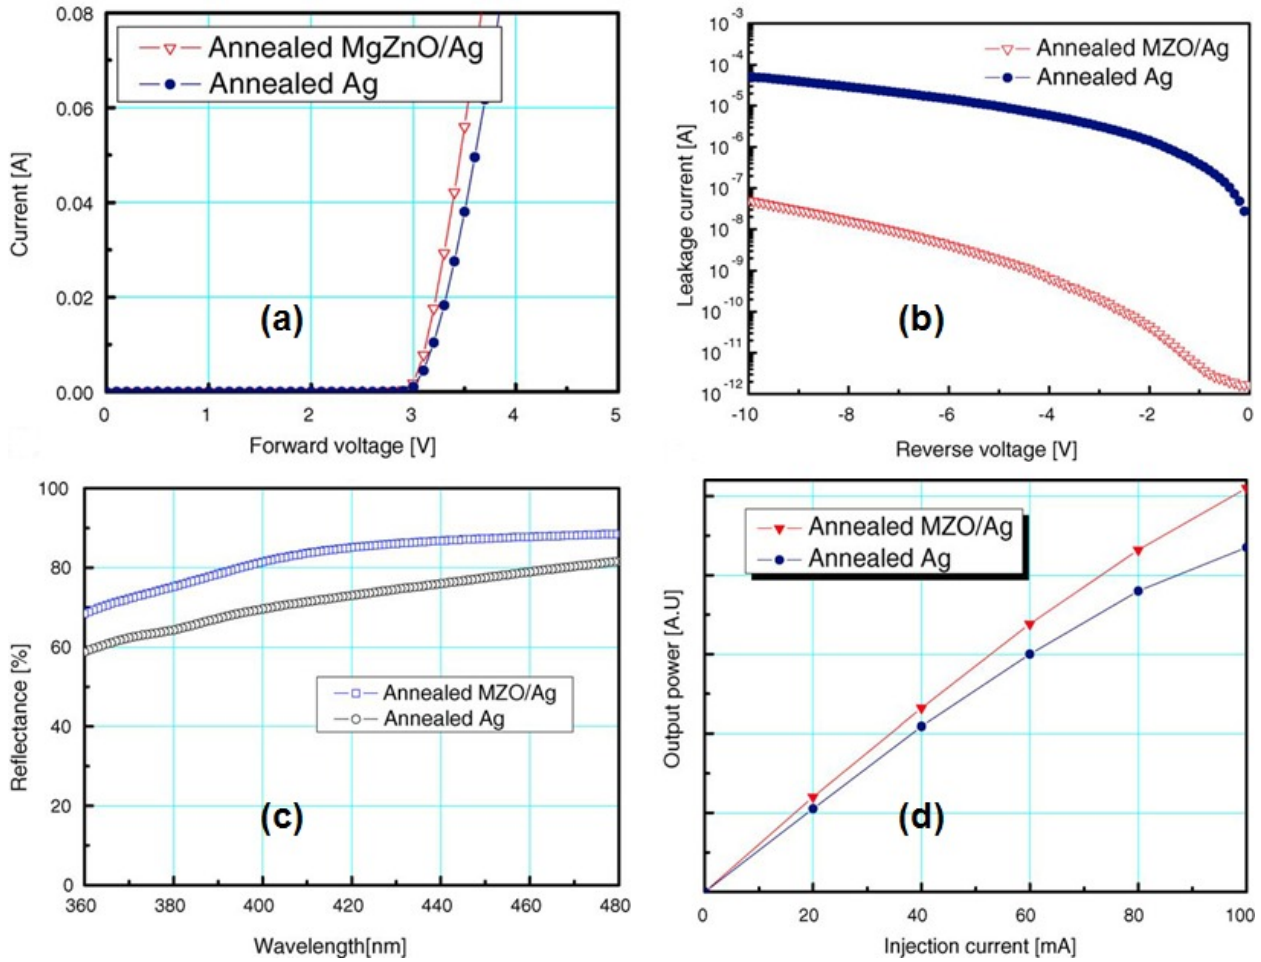 0.08
0.06
0.04
0.02
0.00
Current [A]
Annealed MgZnO/Ag
Annealed Ag
(a)
0 1 2 3 4 5
Forward voltage [V]
10-3
10-4
10-5
10-6
10-7
10-8
10-9
10-10
10-11
10-12
Leakage current [A]
Annealed MZO/Ag
Annealed Ag
(b)
-10 -8 -6 -4 -2 0
Reverse voltage [V]
100
80
60
40
20
0
Reflectance [%]
Annealed MZO/Ag
Annealed Ag
(c)
360 400 420 440 460 480
Wavelength[nm]
Output power [A.U]
Annealed MZO/Ag
Annealed Ag
(d)
0 20 40 60 80 100
Injection current [mA]